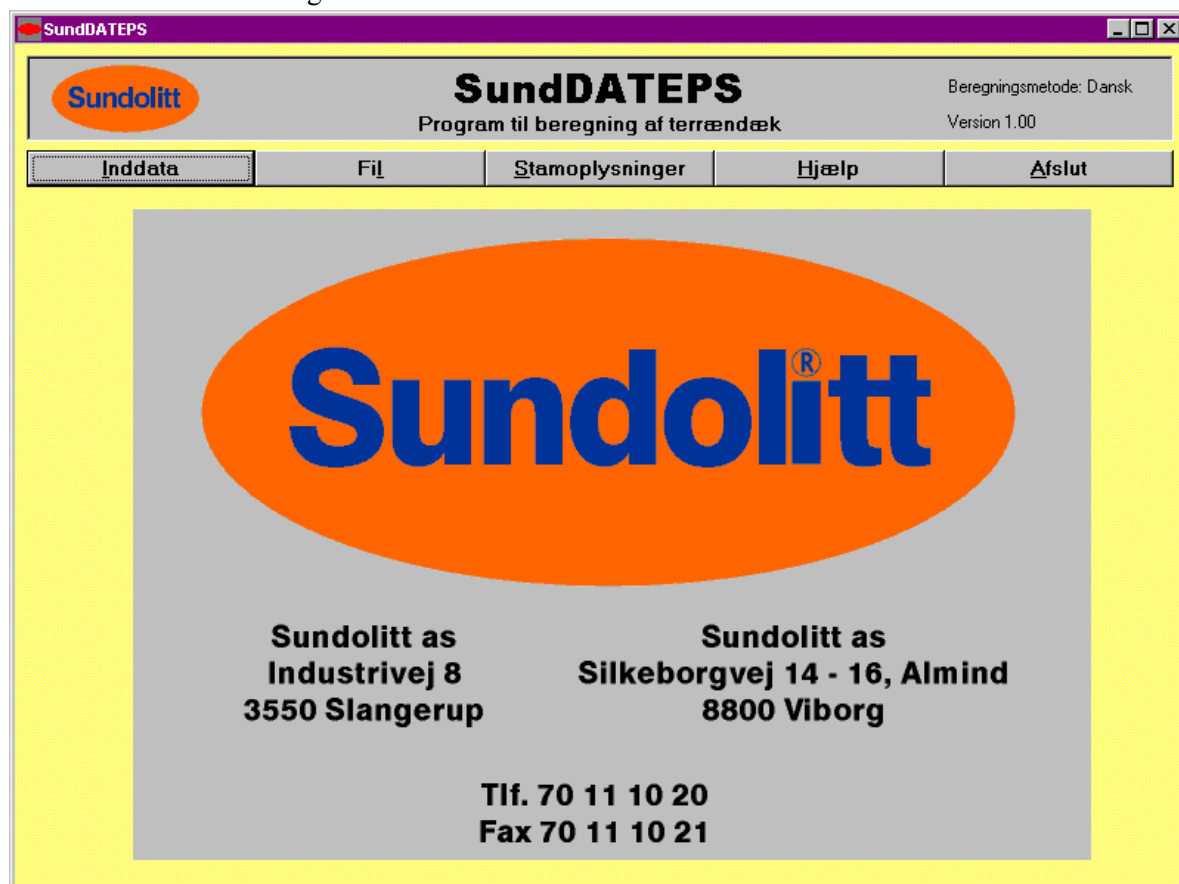 SundDATEPS
Sundolitt
SundDATEPS
Program til beregning af terrændæk
Beregningsmetode: Dansk
Version 1.00
Inddata
Fil
Stamoplysninger
Hjælp
Afslut
Sundolitt®
Sundolitt as
Industrivej 8
3550 Slangerup
Sundolitt as
Silkeborgvej 14 - 16, Almind
8800 Viborg
Tlf. 70 11 10 20
Fax 70 11 10 21